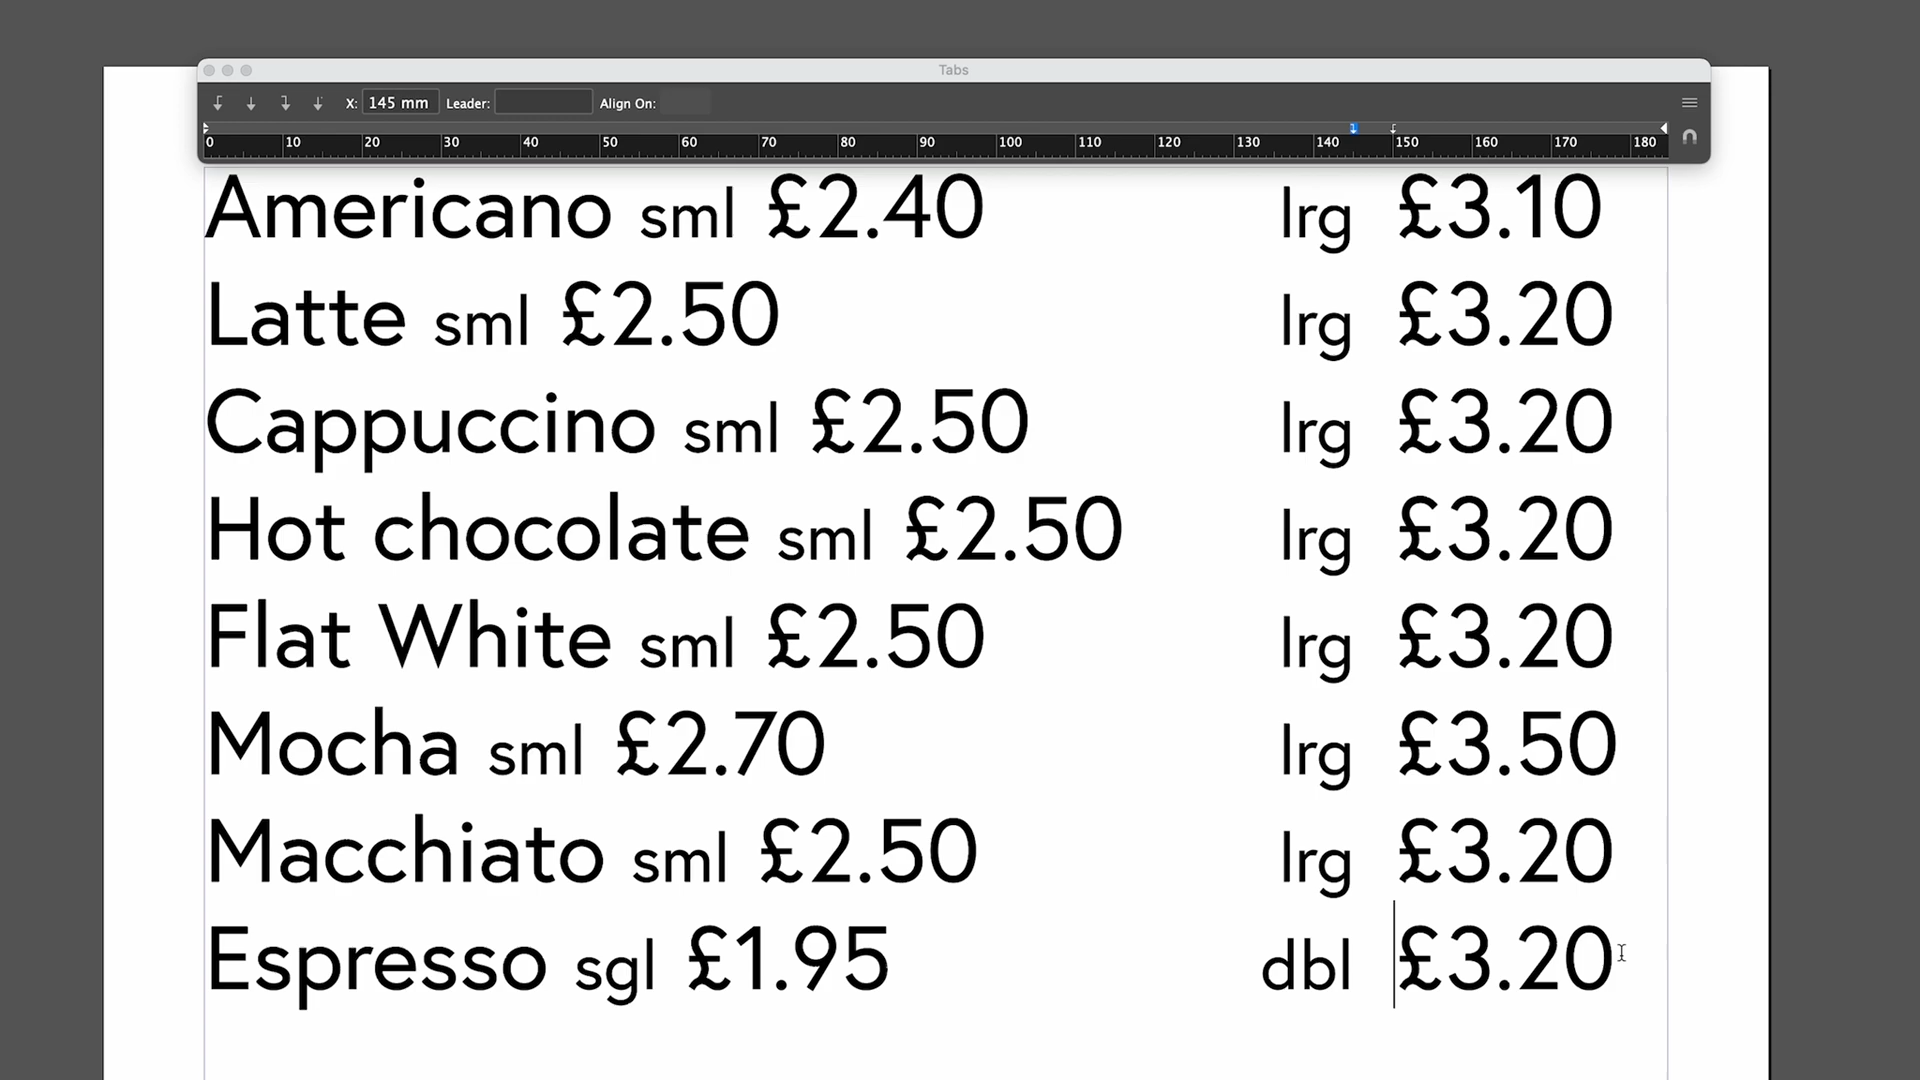 Tabs
X: 145 mm Leader: Align On:
0 10 20 30 40 50 60 70 80 90 100 110 120 130 140 150 160 170 180
Americano sml £2.40 lrg £3.10
Latte sml £2.50 lrg £3.20
Cappuccino sml £2.50 lrg £3.20
Hot chocolate sml £2.50 lrg £3.20
Flat White sml £2.50 lrg £3.20
Mocha sml £2.70 lrg £3.50
Macchiato sml £2.50 lrg £3.20
Espresso sgl £1.95 dbl £3.20